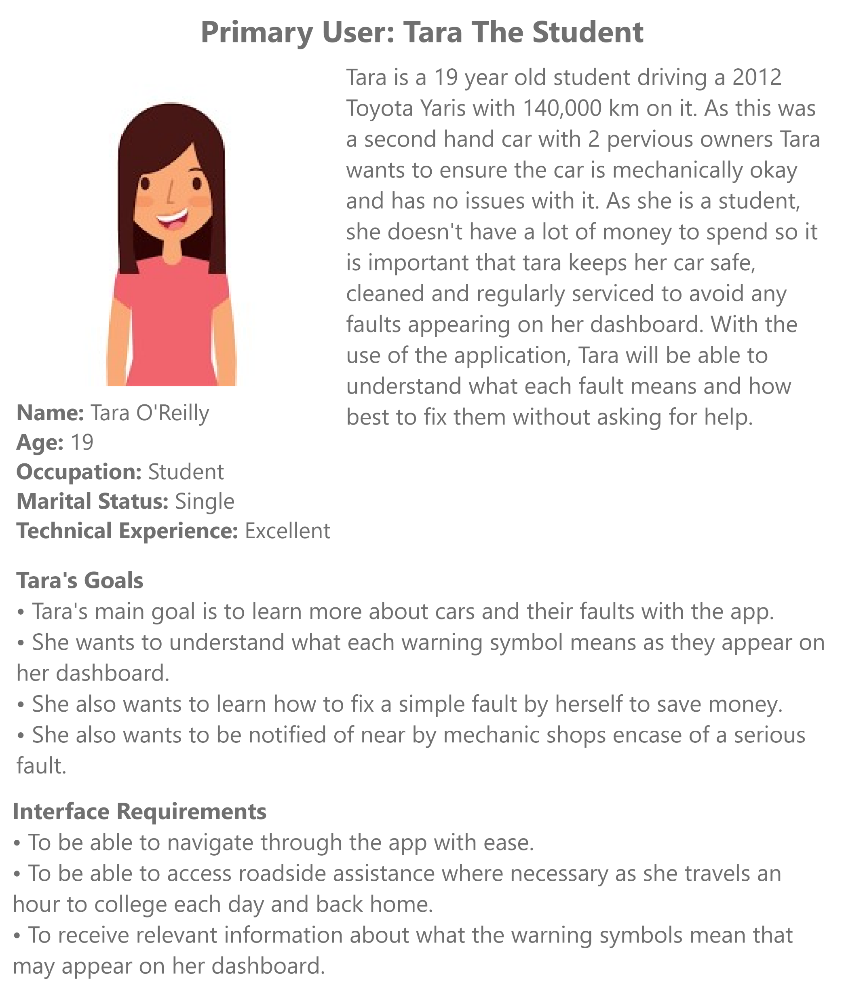 Primary User: Tara The Student
Tara is a 19 year old student driving a 2012
Toyota Yaris with 140,000 km on it. As this was
a second hand car with 2 pervious owners Tara
wants to ensure the car is mechanically okay
and has no issues with it. As she is a student,
she doesn't have a lot of money to spend so it
is important that tara keeps her car safe,
cleaned and regularly serviced to avoid any
faults appearing on her dashboard. With the
use of the application, Tara will be able to
understand what each fault means and how
best to fix them without asking for help.
Name: Tara O'Reilly
Age: 19
Occupation: Student
Marital Status: Single
Technical Experience: Excellent
Tara's Goals
• Tara's main goal is to learn more about cars and their faults with the app.
• She wants to understand what each warning symbol means as they appear on
her dashboard.
• She also wants to learn how to fix a simple fault by herself to save money.
• She also wants to be notified of near by mechanic shops encase of a serious
fault.
Interface Requirements
• To be able to navigate through the app with ease.
• To be able to access roadside assistance where necessary as she travels an
hour to college each day and back home.
• To receive relevant information about what the warning symbols mean that
may appear on her dashboard.